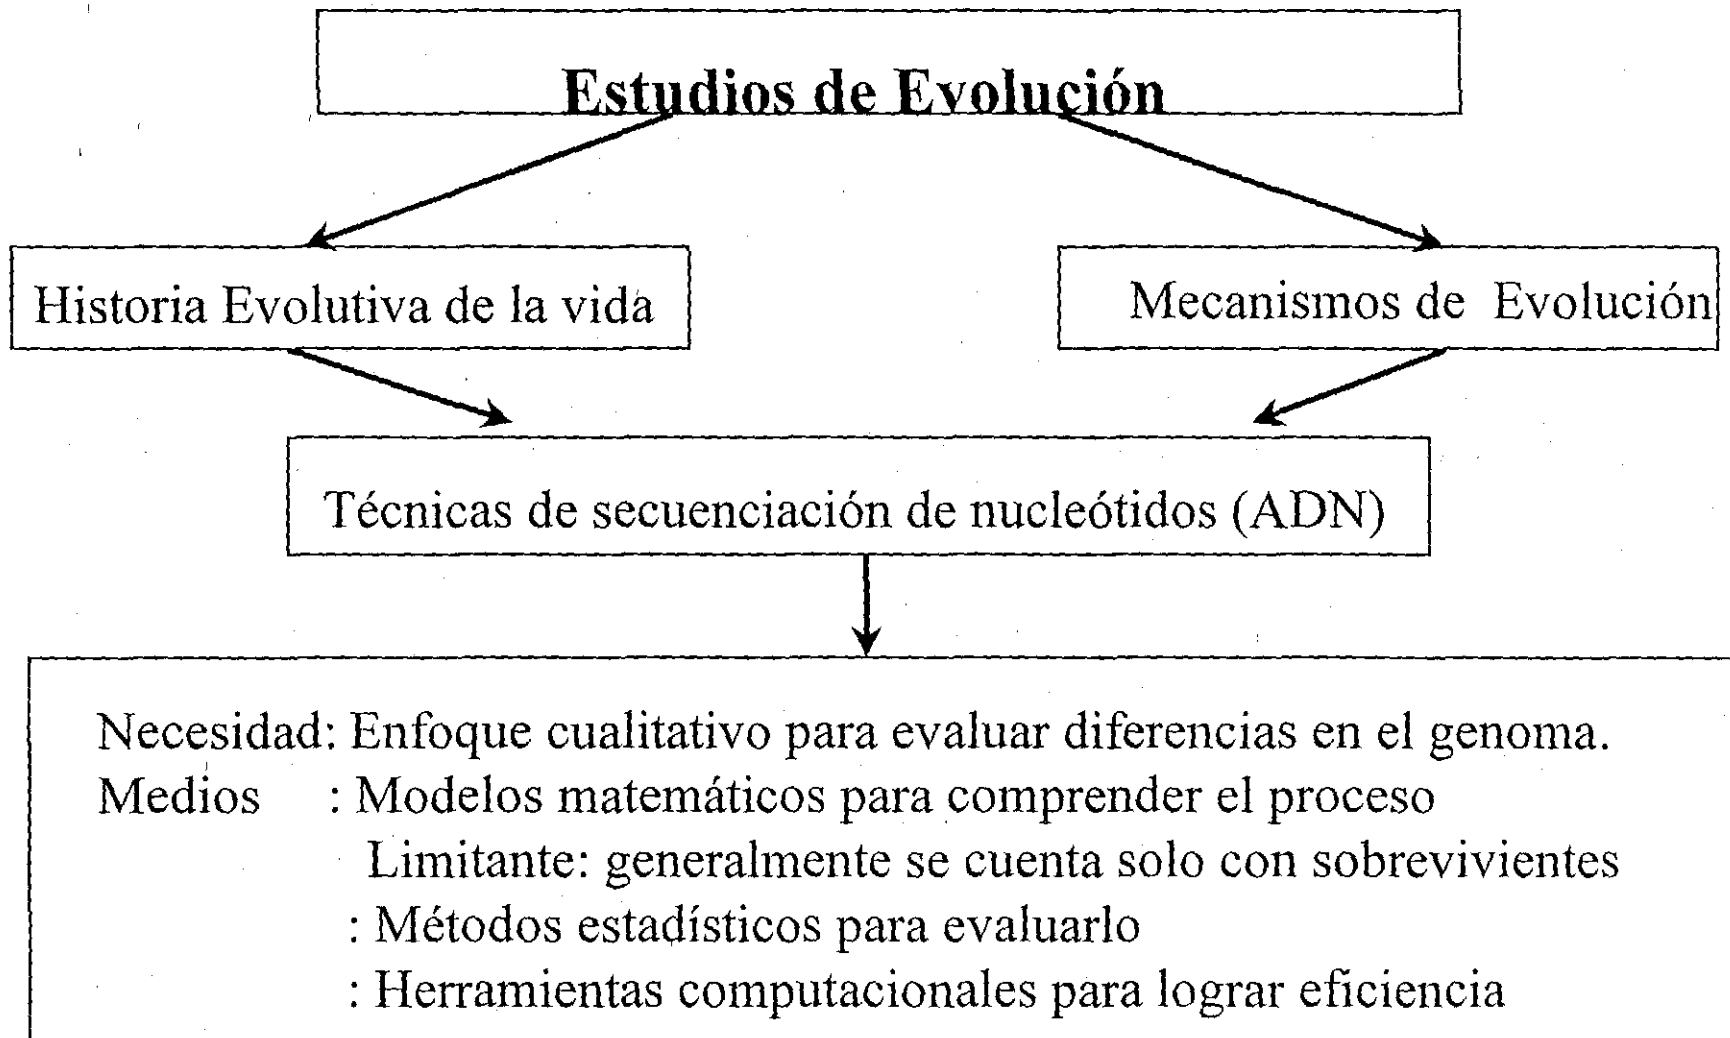 Estudios de Evolución
Historia Evolutiva de la vida
Mecanismos de Evolución
Técnicas de secuenciación de nucleótidos (ADN)
Necesidad: Enfoque cualitativo para evaluar diferencias en el genoma.
Medios : Modelos matemáticos para comprender el proceso
Limitante: generalmente se cuenta solo con sobrevivientes
: Métodos estadísticos para evaluarlo
: Herramientas computacionales para lograr eficiencia